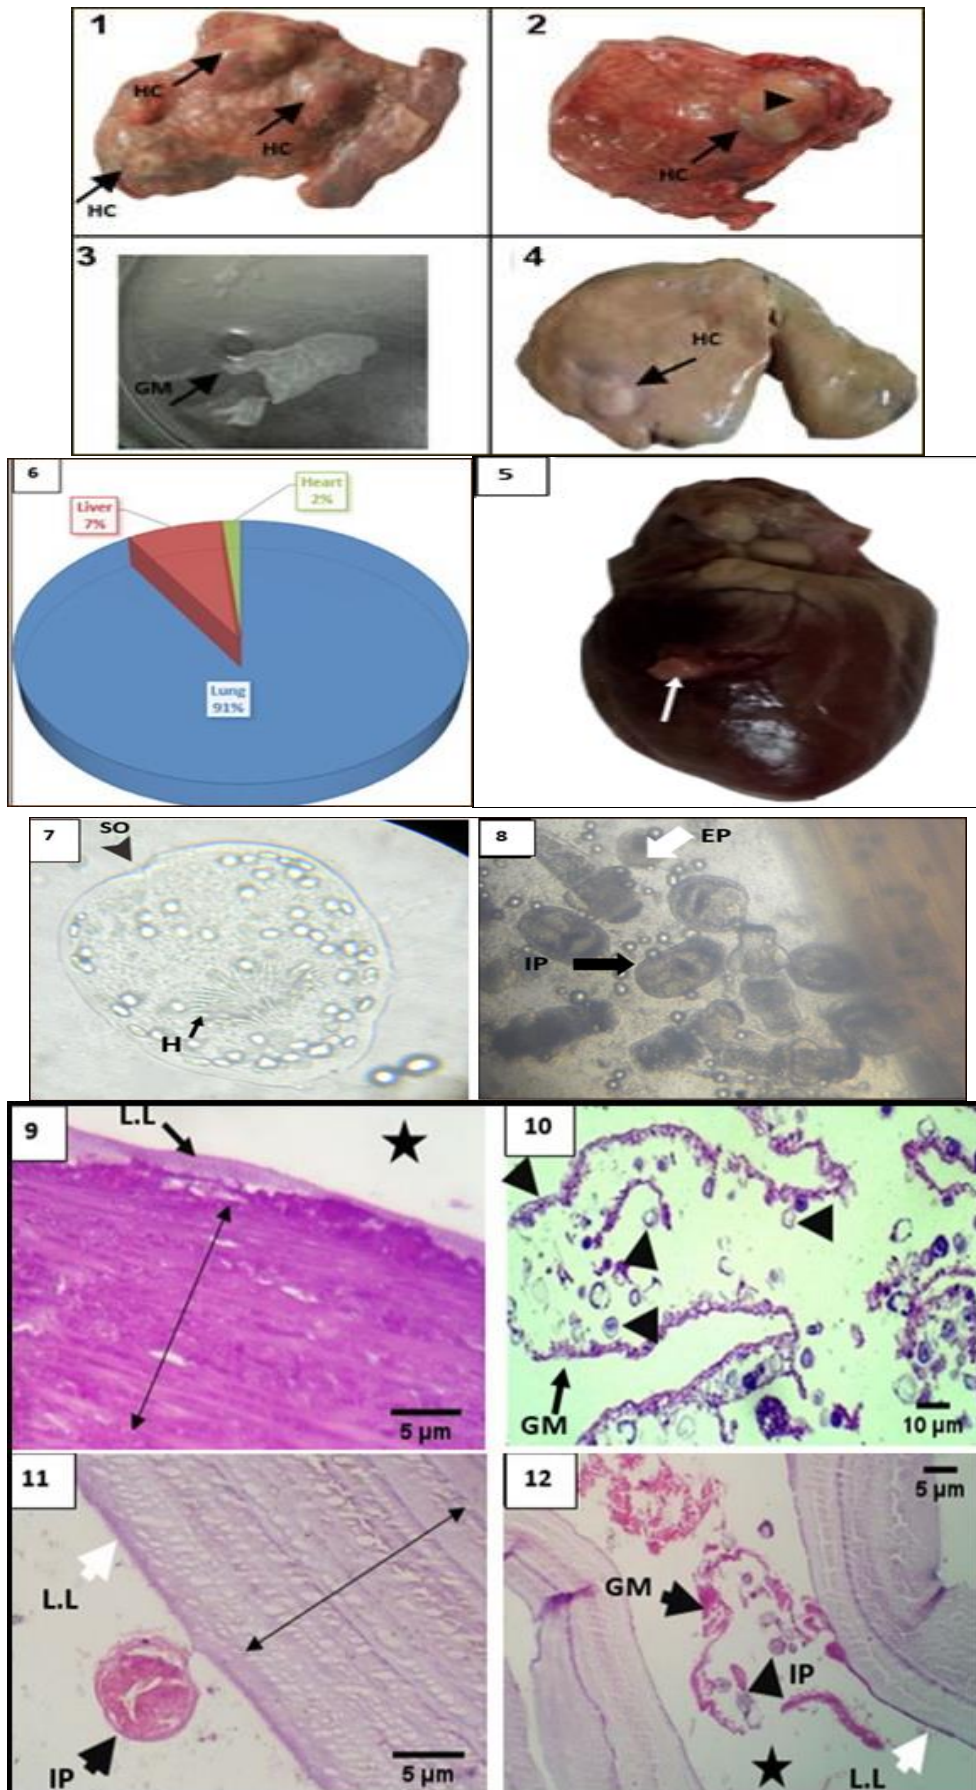 1
HC
HC
HC
2
HC
3
GM
4
HC
6
Liver
7%
Heart
2%
Lung
91%
5
7
SO
H
8
EP
IP
9
L.L
5 µm
10
GM
10 µm
11
L.L
IP
5 µm
12
5 µm
GM
IP
L.L